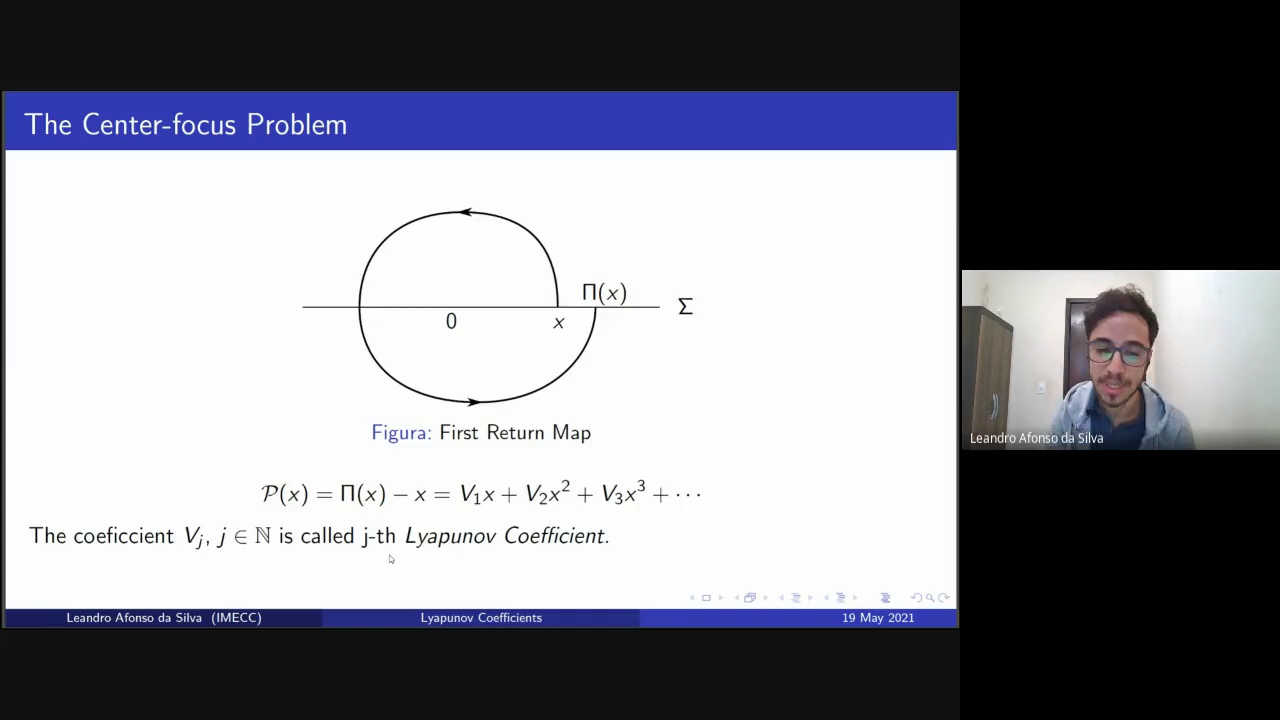 The Center-focus Problem
Π(x)
Σ
0
x
Figura: First Return Map
𝒫(x) = Π(x) − x = V₁x + V₂x² + V₃x³ + ···
The coeficcient Vⱼ, j ∈ ℕ is called j-th Lyapunov Coefficient.
Leandro Afonso da Silva (IMECC)
Lyapunov Coefficients
19 May 2021
Leandro Afonso da Silva